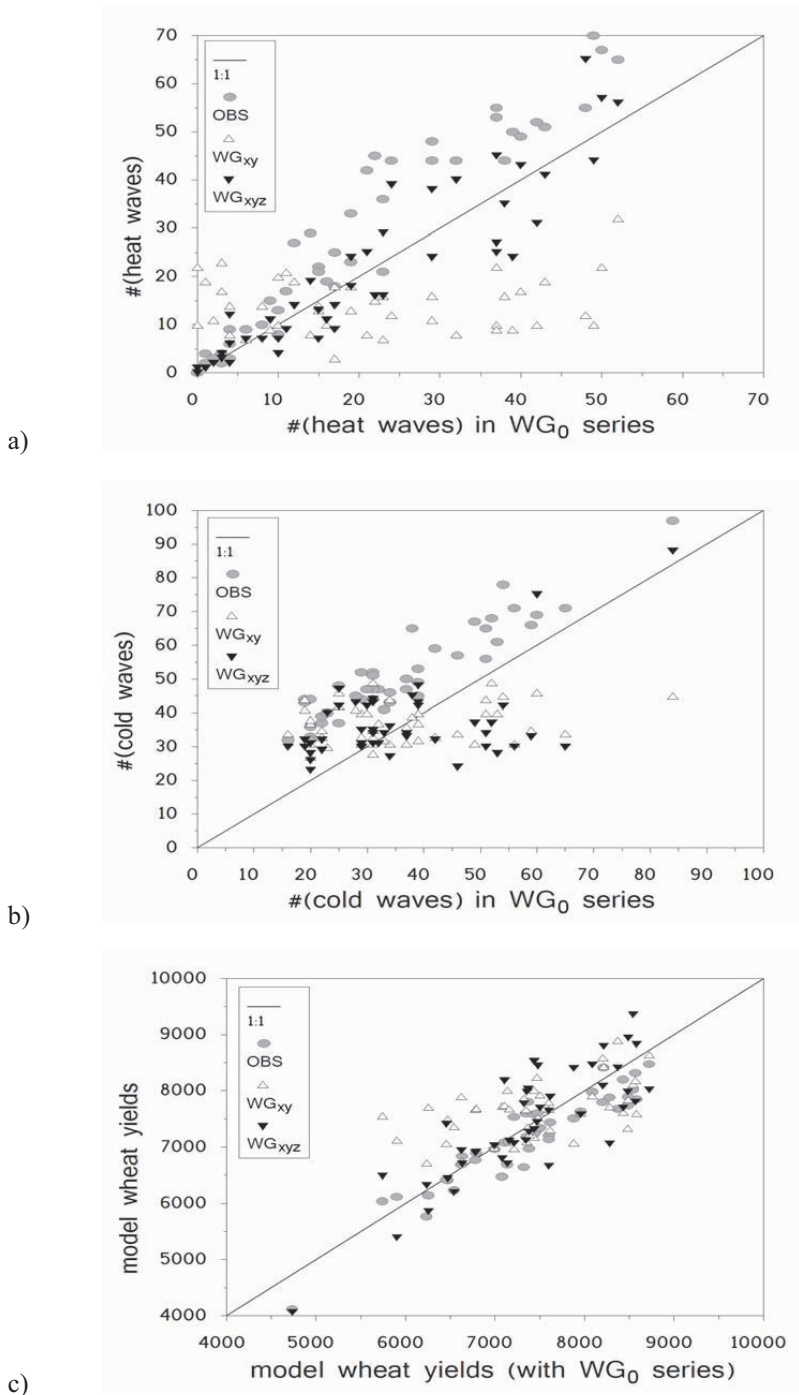 a)
70
60
50
40
30
20
10
0
#(heat waves)
1:1
OBS
WGxy
WGxyz
0 10 20 30 40 50 60 70
#(heat waves) in WG0 series
b)
100
90
80
70
60
50
40
30
20
10
0
#(cold waves)
1:1
OBS
WGxy
WGxyz
0 10 20 30 40 50 60 70 80 90 100
#(cold waves) in WG0 series
c)
10000
9000
8000
7000
6000
5000
4000
model wheat yields
1:1
OBS
WGxy
WGxyz
4000 5000 6000 7000 8000 9000 10000
model wheat yields (with WG0 series)